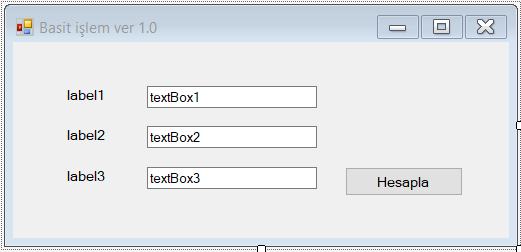 Basit işlem ver 1.0
label1 textBox1
label2 textBox2
label3 textBox3 Hesapla